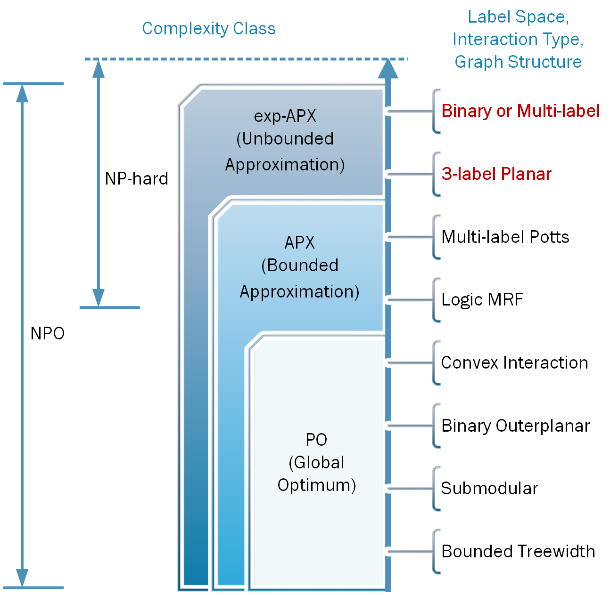 Complexity Class
Label Space,
Interaction Type,
Graph Structure
NPO
NP-hard
exp-APX
(Unbounded
Approximation)
APX
(Bounded
Approximation)
PO
(Global
Optimum)
Binary or Multi-label
3-label Planar
Multi-label Potts
Logic MRF
Convex Interaction
Binary Outerplanar
Submodular
Bounded Treewidth